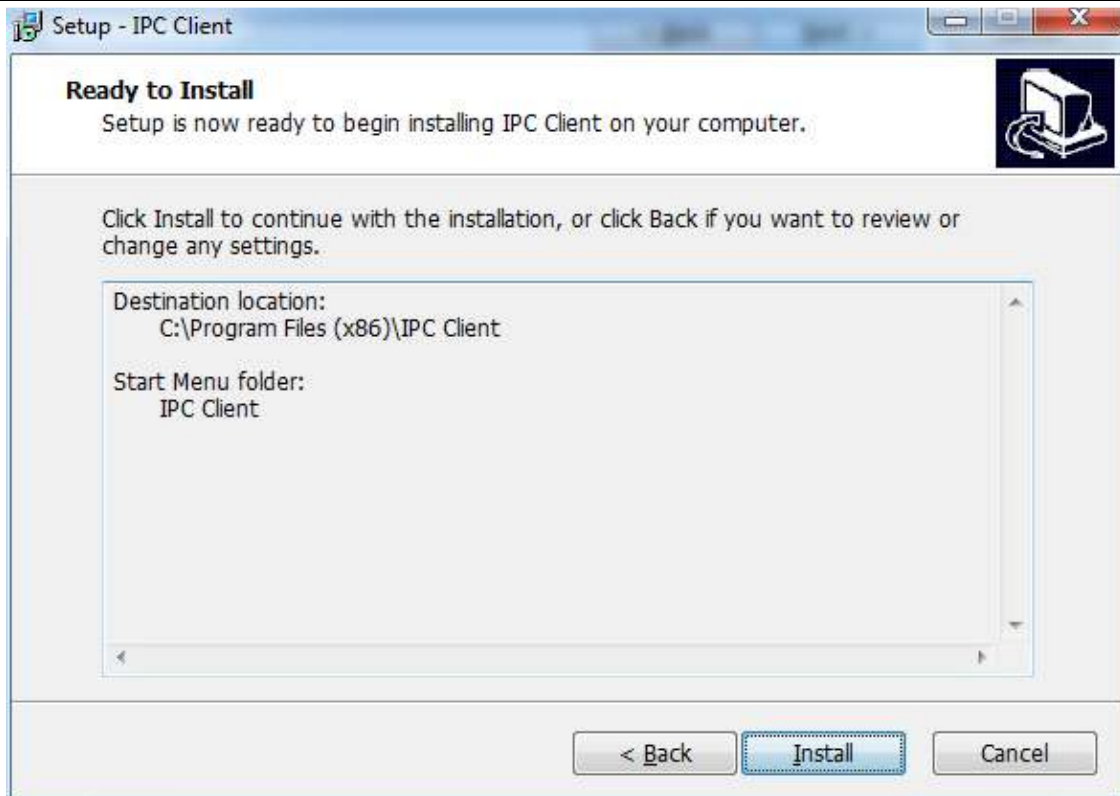 Setup - IPC Client
Ready to Install
Setup is now ready to begin installing IPC Client on your computer.
Click Install to continue with the installation, or click Back if you want to review or
change any settings.
Destination location:
C:\Program Files (x86)\IPC Client
Start Menu folder:
IPC Client
< Back
Install
Cancel